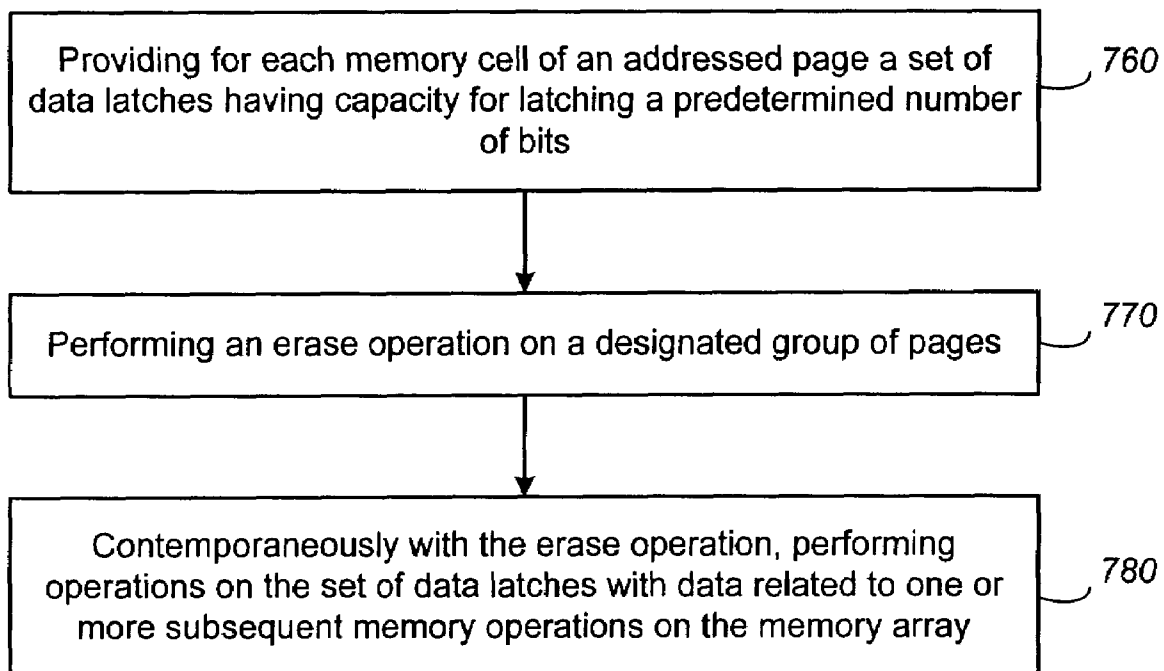 Providing for each memory cell of an addressed page a set of
data latches having capacity for latching a predetermined number
of bits
760
Performing an erase operation on a designated group of pages
770
Contemporaneously with the erase operation, performing
operations on the set of data latches with data related to one or
more subsequent memory operations on the memory array
780